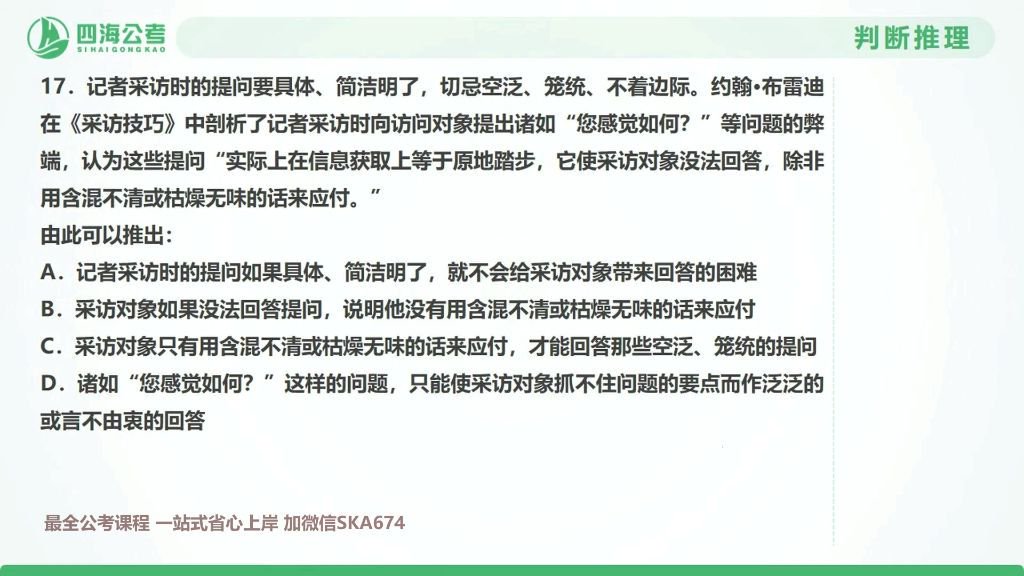 四海公考
SIHAIGONGKAO
判断推理
17. 记者采访时的提问要具体、简洁明了，切忌空泛、笼统、不着边际。约翰·布雷迪
在《采访技巧》中剖析了记者采访时向访问对象提出诸如“您感觉如何？”等问题的弊
端，认为这些提问“实际上在信息获取上等于原地踏步，它使采访对象没法回答，除非
用含混不清或枯燥无味的话来应付。”
由此可以推出：
A. 记者采访时的提问如果具体、简洁明了，就不会给采访对象带来回答的困难
B. 采访对象如果没法回答提问，说明他没有用含混不清或枯燥无味的话来应付
C. 采访对象只有用含混不清或枯燥无味的话来应付，才能回答那些空泛、笼统的提问
D. 诸如“您感觉如何？”这样的问题，只能使采访对象抓不住问题的要点而作泛泛的
或言不由衷的回答
最全公考课程 一站式省心上岸 加微信SKA674